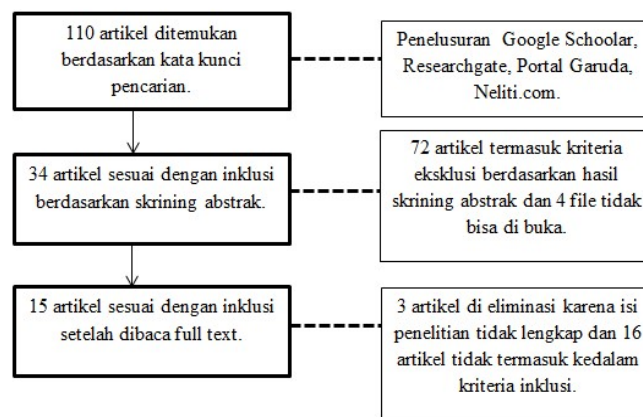 110 artikel ditemukan
berdasarkan kata kunci
pencarian.
Penelusuran Google Schoolar,
Researchgate, Portal Garuda,
Neliti.com.
34 artikel sesuai dengan inklusi
berdasarkan skrining abstrak.
72 artikel termasuk kriteria
eksklusi berdasarkan hasil
skrining abstrak dan 4 file tidak
bisa di buka.
15 artikel sesuai dengan inklusi
setelah dibaca full text.
3 artikel di eliminasi karena isi
penelitian tidak lengkap dan 16
artikel tidak termasuk kedalam
kriteria inklusi.